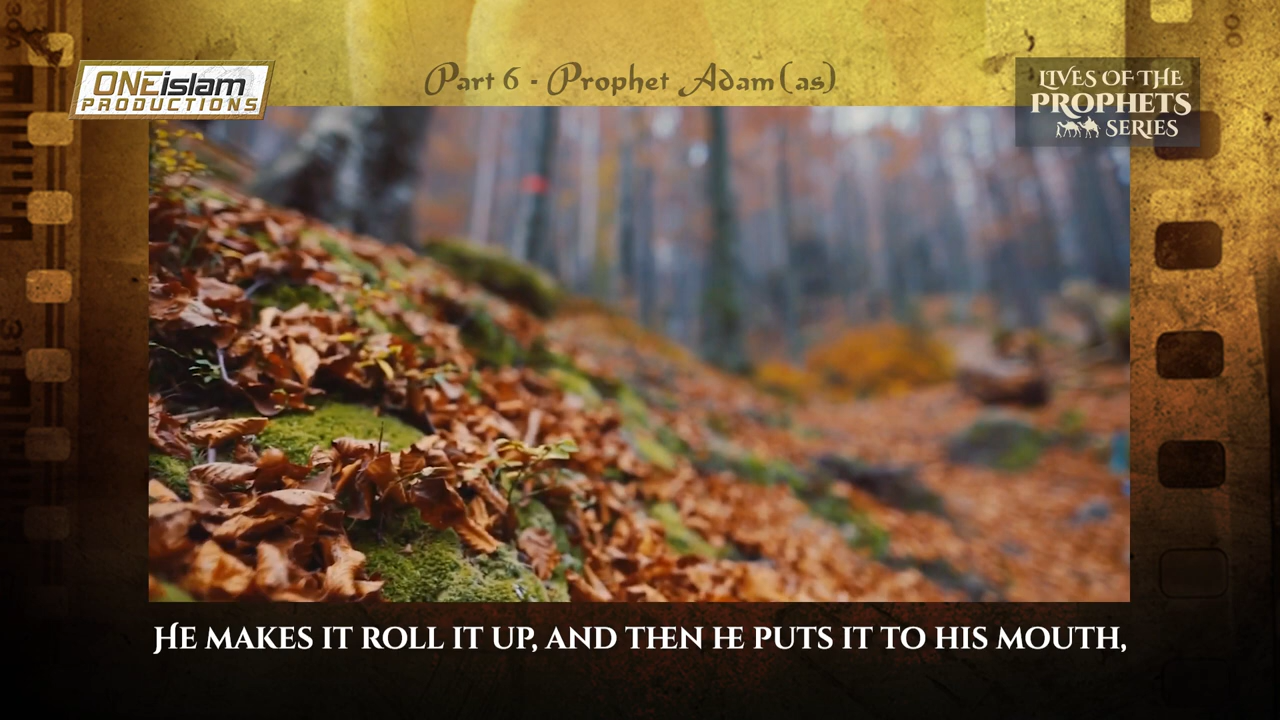 ONEislam
PRODUCTIONS
Part 6 - Prophet Adam (as)
LIVES OF THE
PROPHETS
SERIES
HE MAKES IT ROLL IT UP, AND THEN HE PUTS IT TO HIS MOUTH,